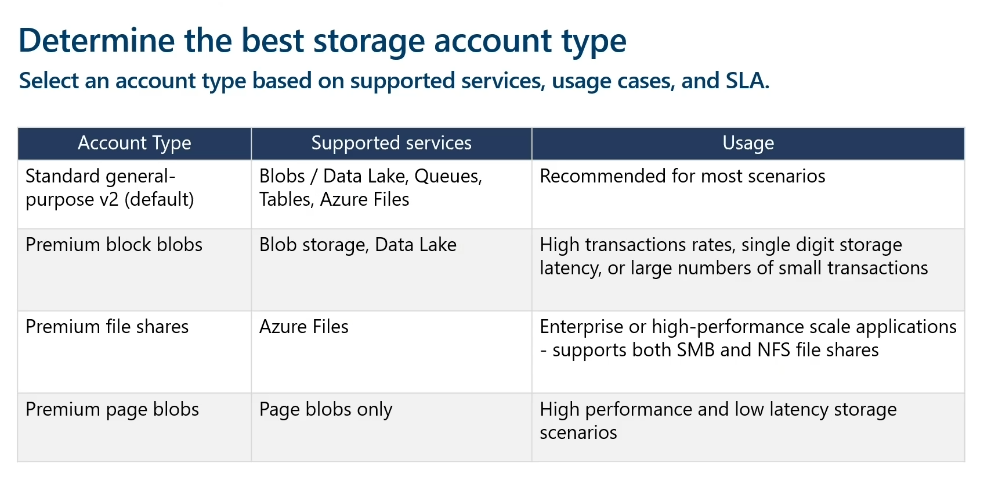 Determine the best storage account type
Select an account type based on supported services, usage cases, and SLA.
Account Type Supported services Usage
Standard general-
purpose v2 (default)
Blobs / Data Lake, Queues,
Tables, Azure Files
Recommended for most scenarios
Premium block blobs
Blob storage, Data Lake
High transactions rates, single digit storage
latency, or large numbers of small transactions
Premium file shares
Azure Files
Enterprise or high-performance scale applications
- supports both SMB and NFS file shares
Premium page blobs
Page blobs only
High performance and low latency storage
scenarios